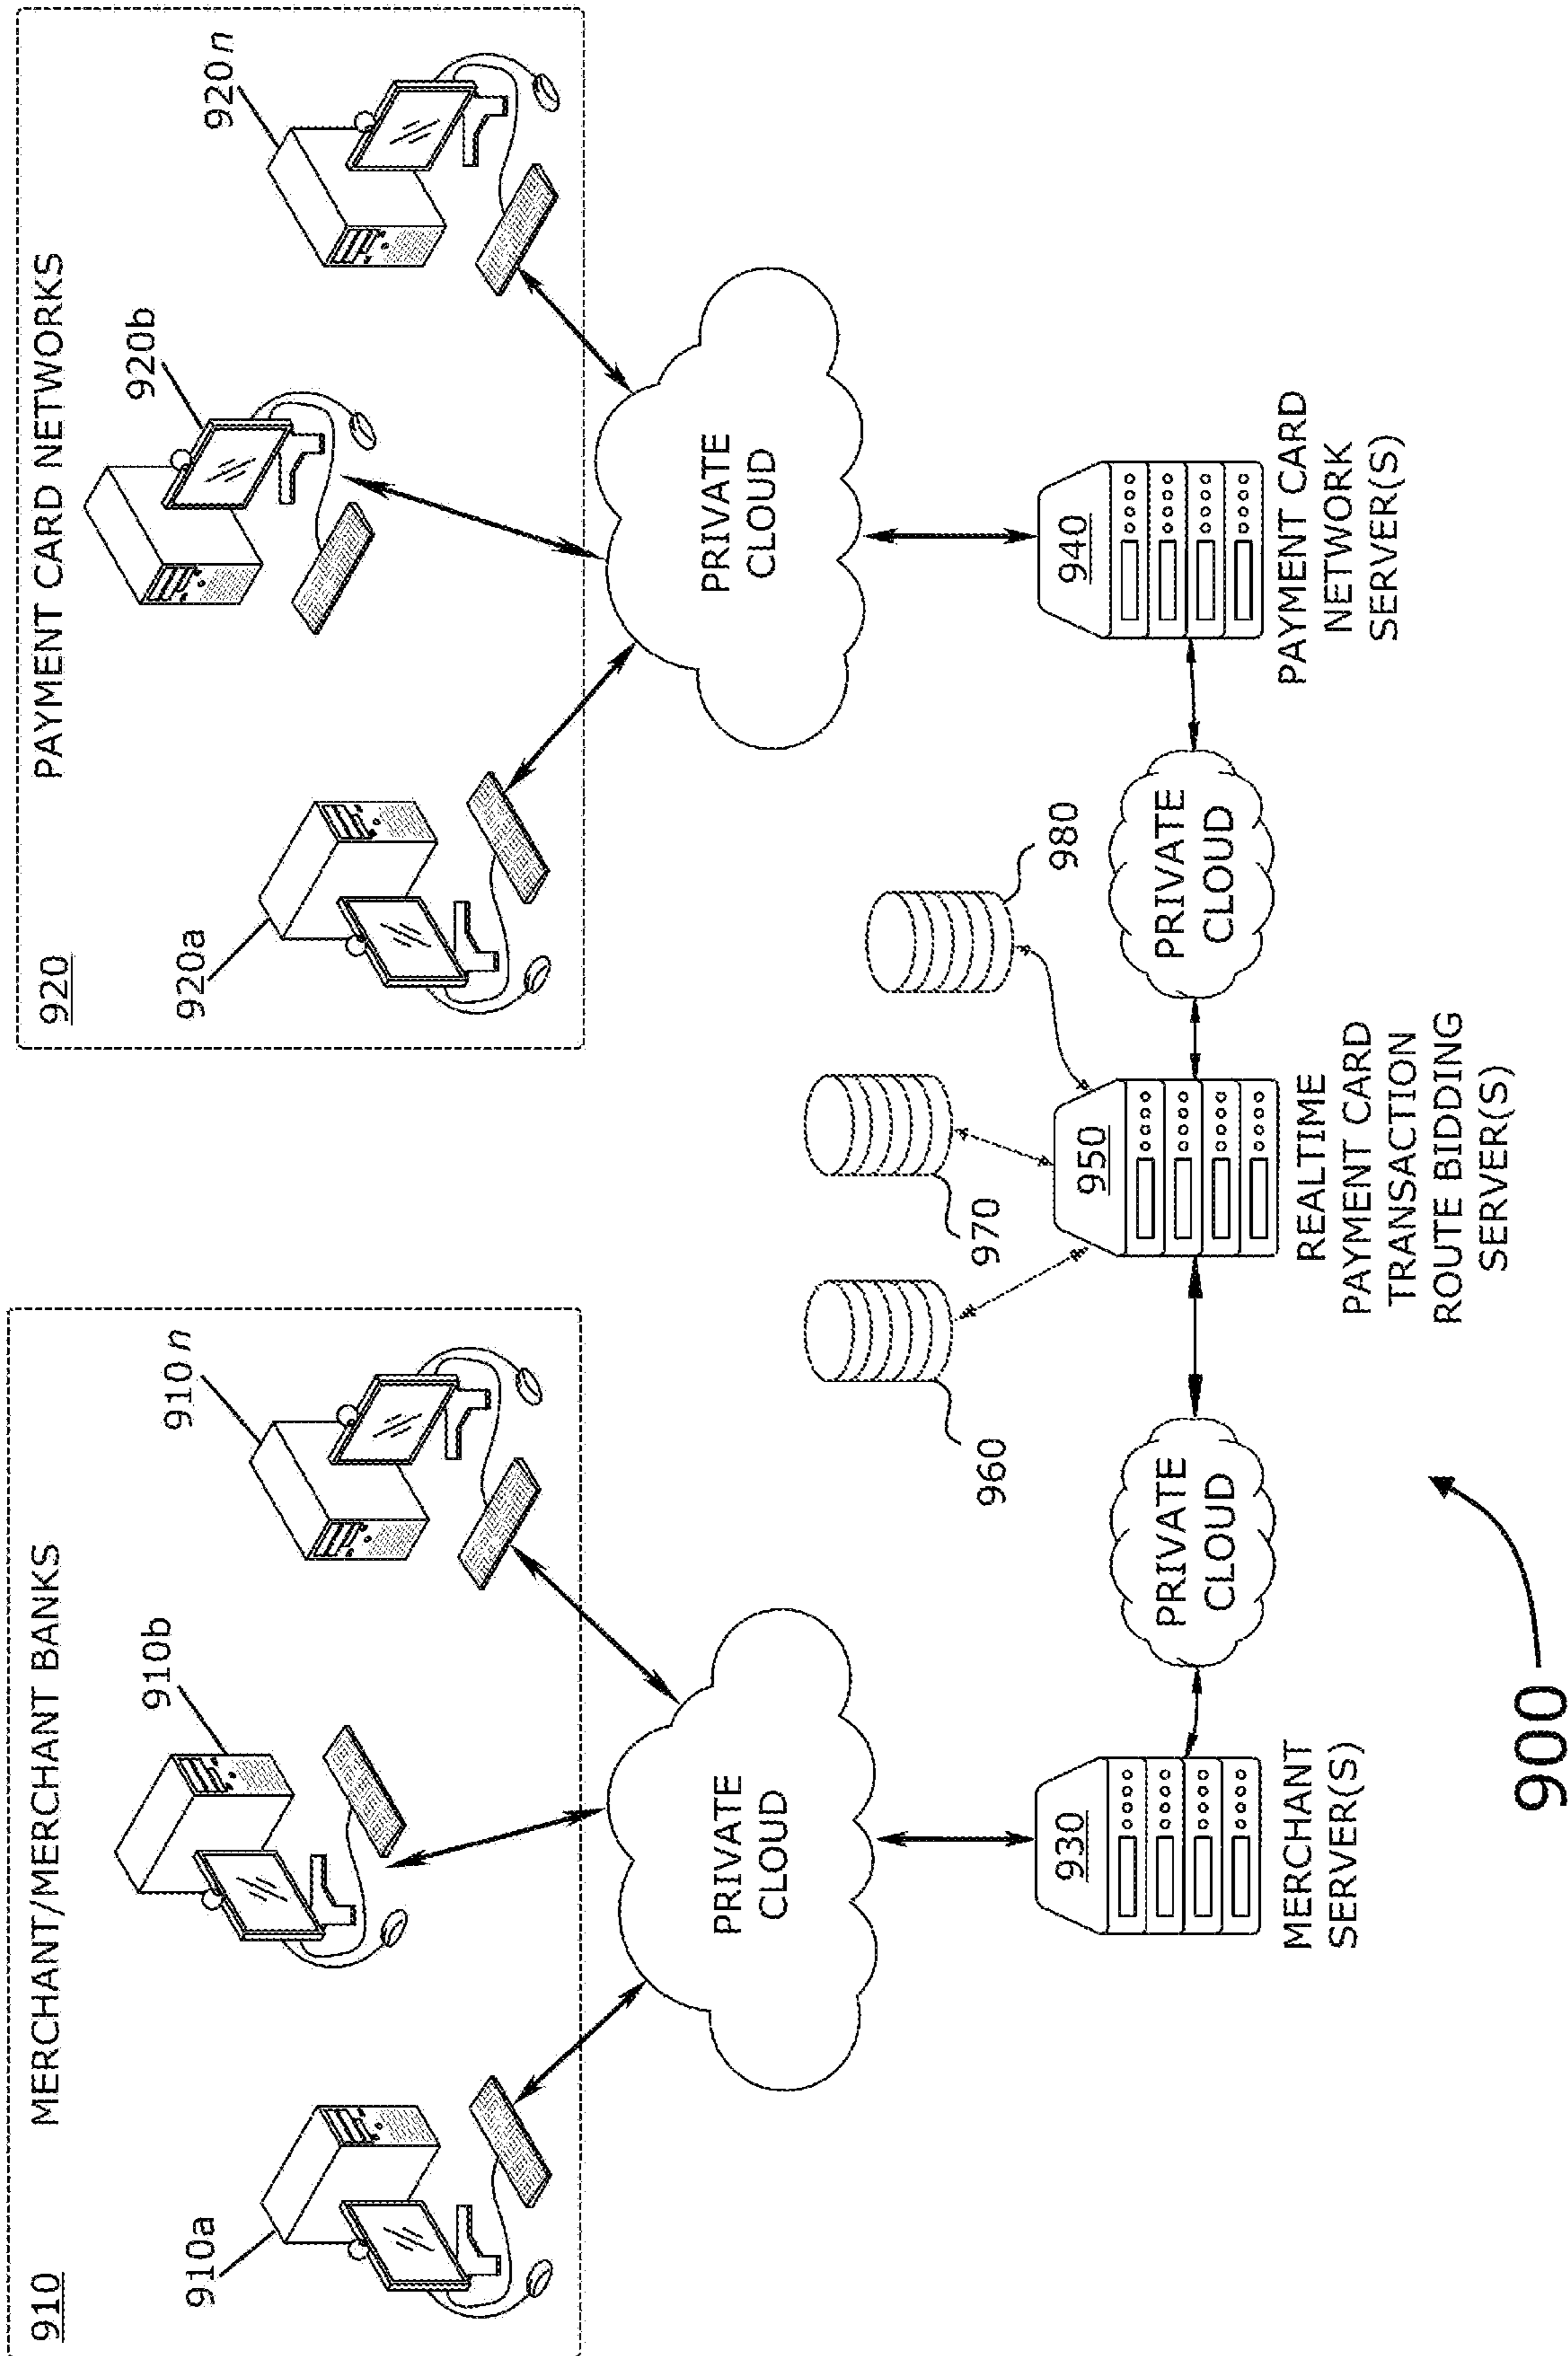 910
MERCHANT/MERCHANT BANKS
910a
910b
910n
920
PAYMENT CARD NETWORKS
920a
920b
920n
PRIVATE
CLOUD
PRIVATE
CLOUD
960
970
980
930
MERCHANT
SERVER(S)
PRIVATE
CLOUD
950
REALTIME
PAYMENT CARD
TRANSACTION
ROUTE BIDDING
SERVER(S)
PRIVATE
CLOUD
940
PAYMENT CARD
NETWORK
SERVER(S)
900